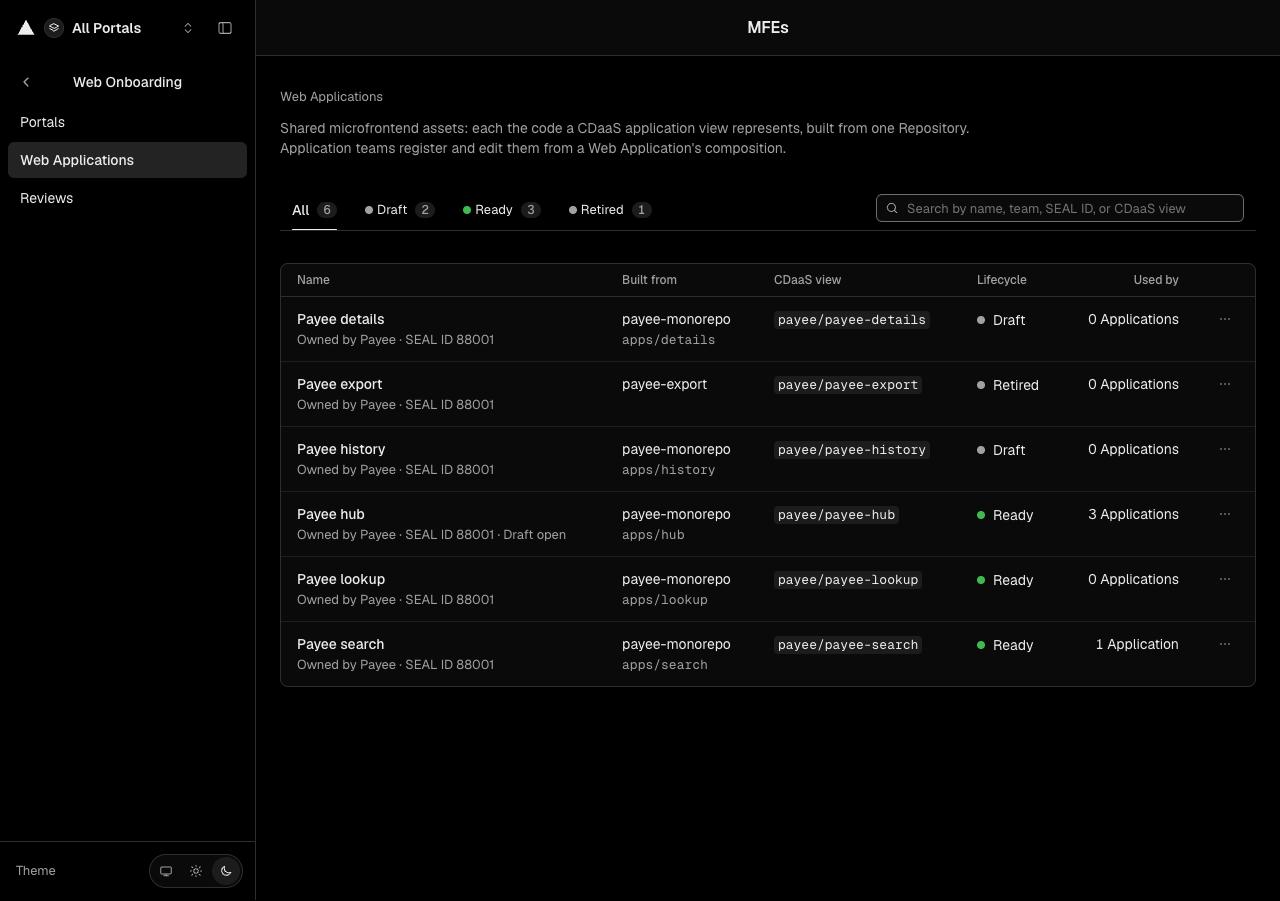 All Portals
MFEs
Web Onboarding
Portals
Web Applications
Reviews
Web Applications
Shared microfrontend assets: each the code a CDaaS application view represents, built from one Repository.
Application teams register and edit them from a Web Application's composition.
All 6 Draft 2 Ready 3 Retired 1 Search by name, team, SEAL ID, or CDaaS view
Name Built from CDaaS view Lifecycle Used by
Payee details payee-monorepo payee/payee-details Draft 0 Applications
Owned by Payee · SEAL ID 88001 apps/details
Payee export payee-export payee/payee-export Retired 0 Applications
Owned by Payee · SEAL ID 88001
Payee history payee-monorepo payee/payee-history Draft 0 Applications
Owned by Payee · SEAL ID 88001 apps/history
Payee hub payee-monorepo payee/payee-hub Ready 3 Applications
Owned by Payee · SEAL ID 88001 · Draft open apps/hub
Payee lookup payee-monorepo payee/payee-lookup Ready 0 Applications
Owned by Payee · SEAL ID 88001 apps/lookup
Payee search payee-monorepo payee/payee-search Ready 1 Application
Owned by Payee · SEAL ID 88001 apps/search
Theme